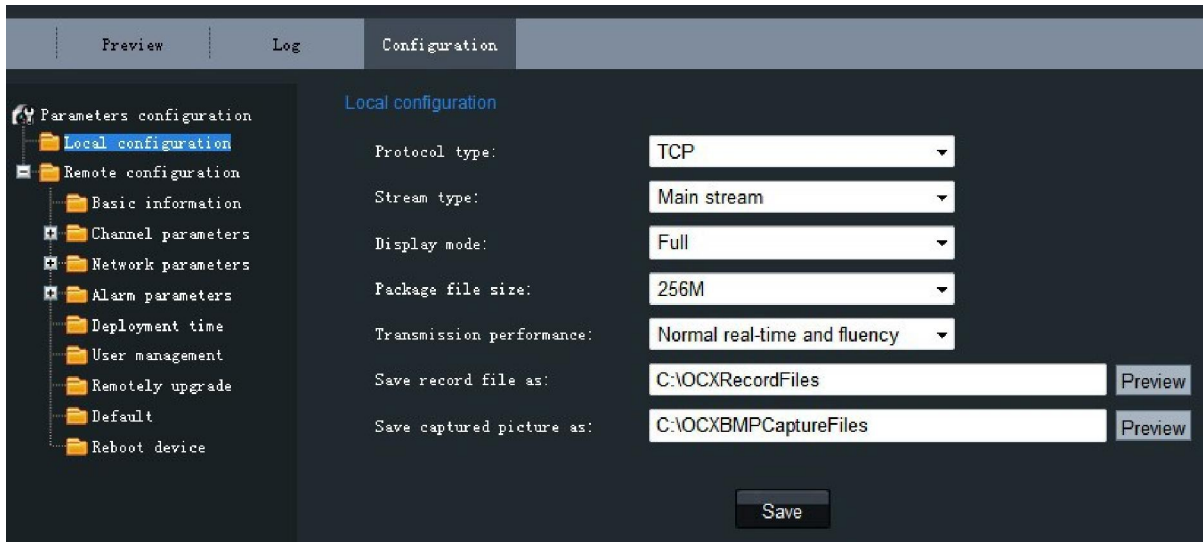 Preview Log Configuration
Parameters configuration
Local configuration
Remote configuration
Basic information
Channel parameters
Network parameters
Alarm parameters
Deployment time
User management
Remotely upgrade
Default
Reboot device
Local configuration
Protocol type: TCP
Stream type: Main stream
Display mode: Full
Package file size: 256M
Transmission performance: Normal real-time and fluency
Save record file as: C:\OCXRecordFiles Preview
Save captured picture as: C:\OCXBMPCaptureFiles Preview
Save